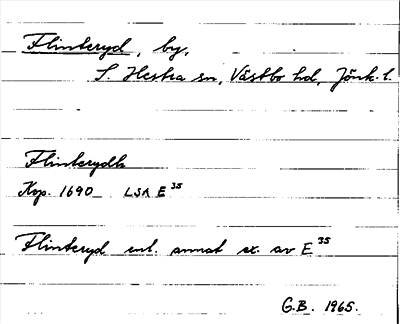 Flinteryd, by,
S. Hestra sn, Västbo hd, Jönk. l.
Flinterydh
Kop. 1690 LSA E 35
Flinteryd enl. annat ex. av E 35
G.B. 1965.